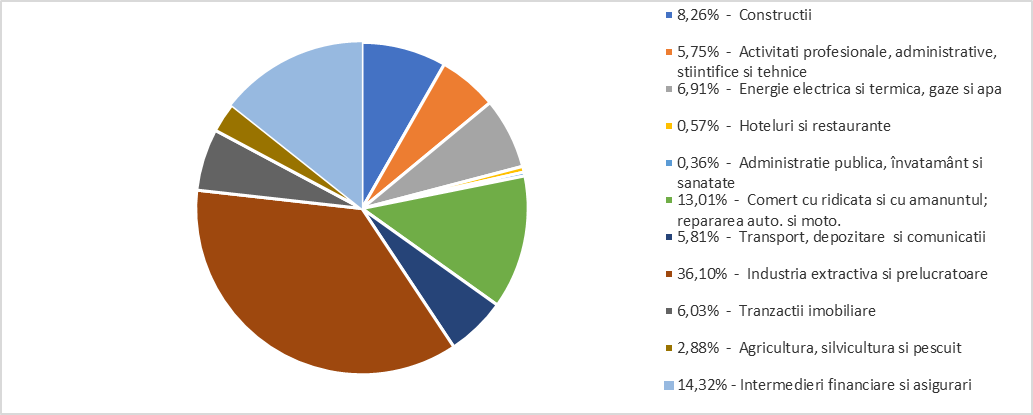 8,26% - Constructii
5,75% - Activitati profesionale, administrative,
stiintifice si tehnice
6,91% - Energie electrica si termica, gaze si apa
0,57% - Hoteluri si restaurante
0,36% - Administratie publica, învatamânt si
sanatate
13,01% - Comert cu ridicata si cu amanuntul;
repararea auto. si moto.
5,81% - Transport, depozitare si comunicatii
36,10% - Industria extractiva si prelucratoare
6,03% - Tranzactii imobiliare
2,88% - Agricultura, silvicultura si pescuit
14,32% - Intermedieri financiare si asigurari